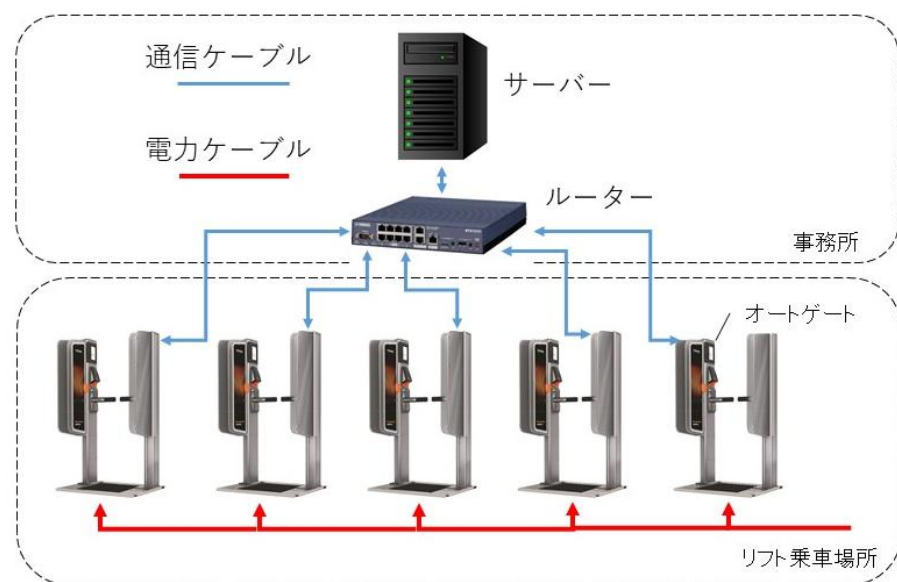 通信ケーブル
サーバー
電力ケーブル
ルーター
事務所
オートゲート
リフト乗車場所